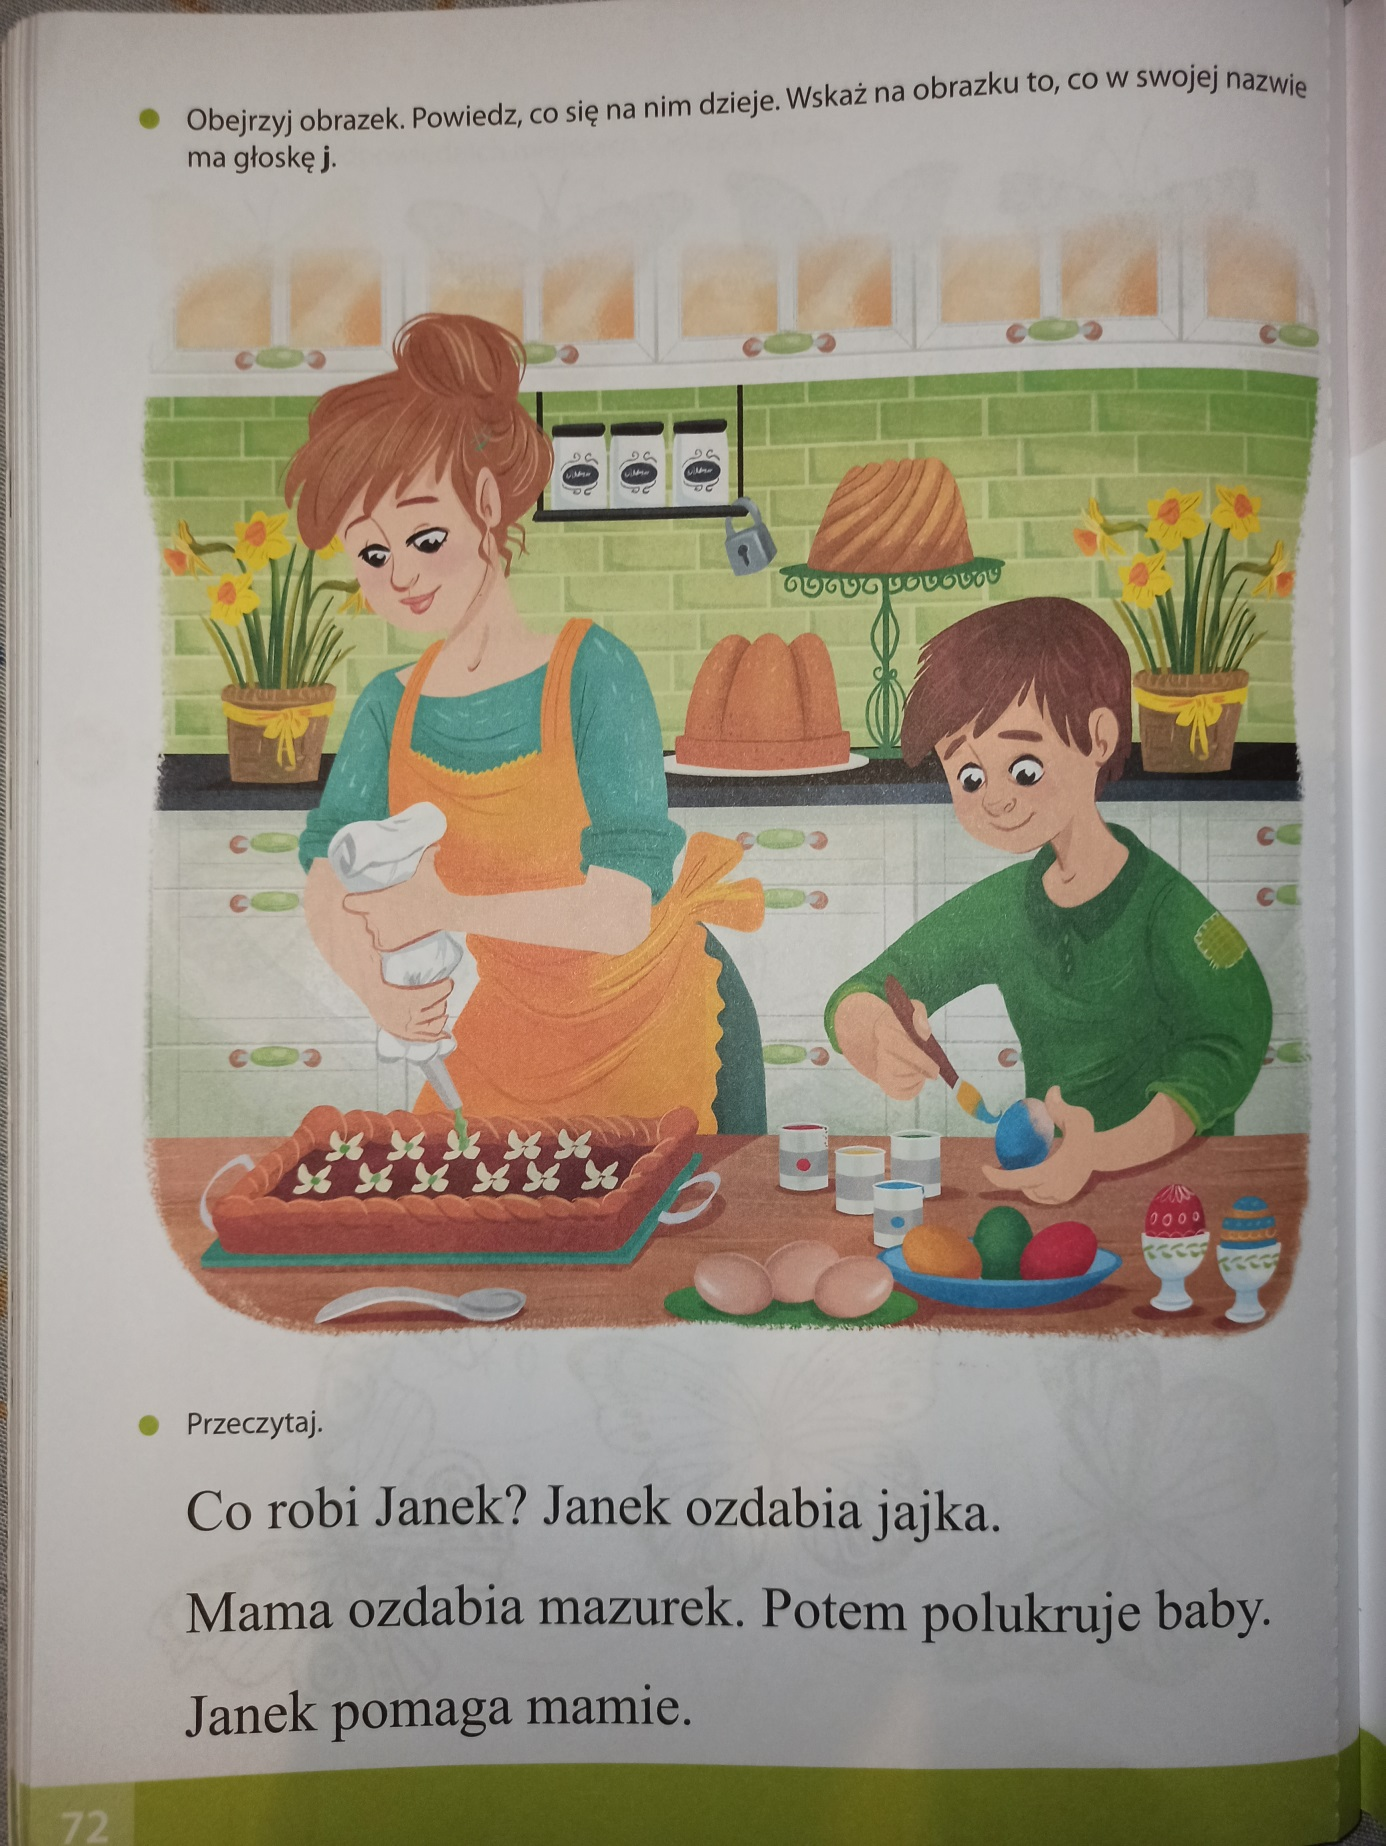 Obejrzyj obrazek. Powiedz, co się na nim dzieje. Wskaż na obrazku to, co w swojej nazwie
ma głoskę j.
Przeczytaj.
Co robi Janek? Janek ozdabia jajka.
Mama ozdabia mazurek. Potem polukruje baby.
Janek pomaga mamie.
72